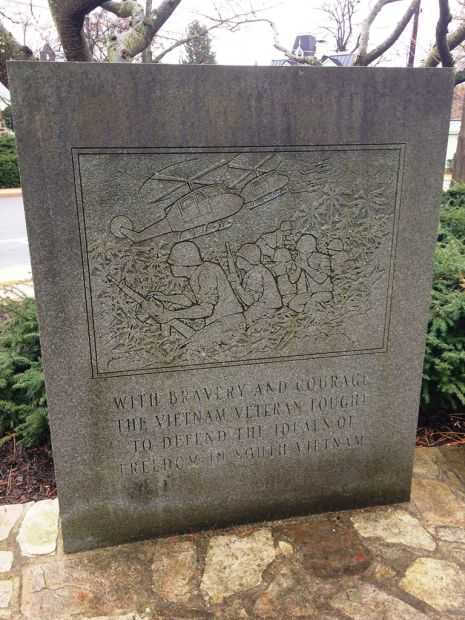 WITH BRAVERY AND COURAGE
THE VIETNAM VETERAN FOUGHT
TO DEFEND THE IDEALS OF
FREEDOM IN SOUTH VIETNAM